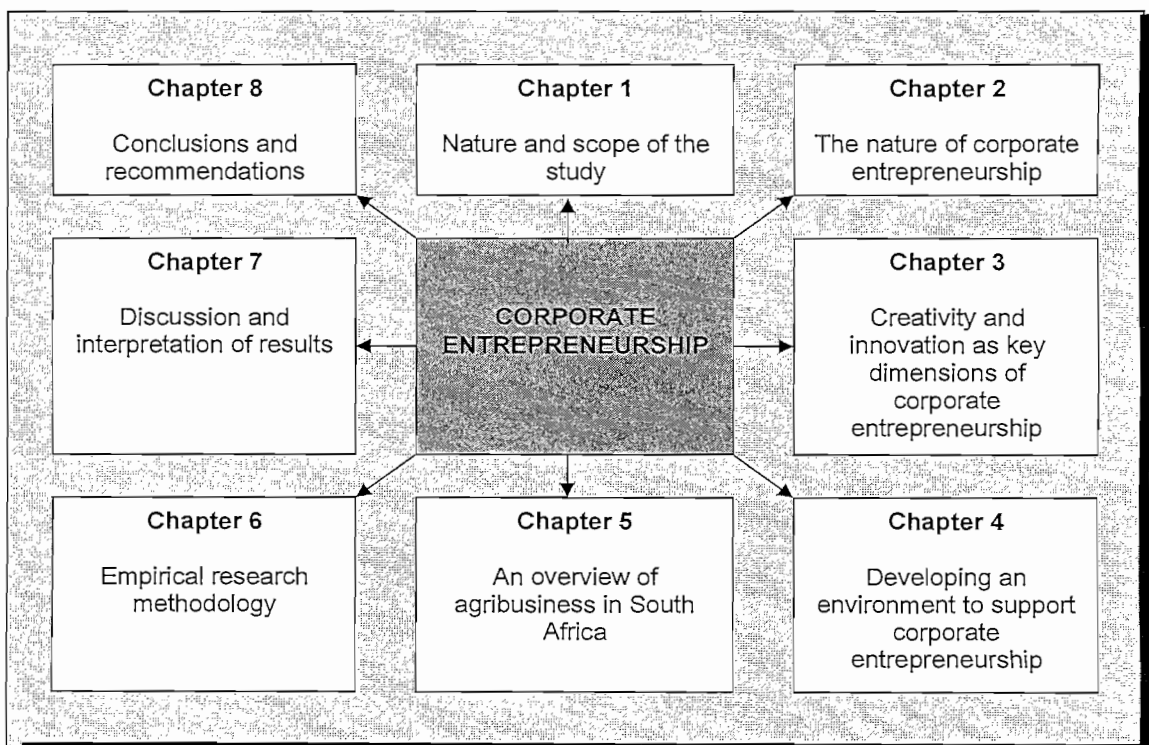 Chapter 8
Conclusions and
recommendations
Chapter 1
Nature and scope of the
study
Chapter 2
The nature of corporate
entrepreneurship
Chapter 7
Discussion and
interpretation of results
CORPORATE
ENTREPRENEURSHIP
Chapter 3
Creativity and
innovation as key
dimensions of
corporate
entrepreneurship
Chapter 6
Empirical research
methodology
Chapter 5
An overview of
agribusiness in South
Africa
Chapter 4
Developing an
environment to support
corporate
entrepreneurship